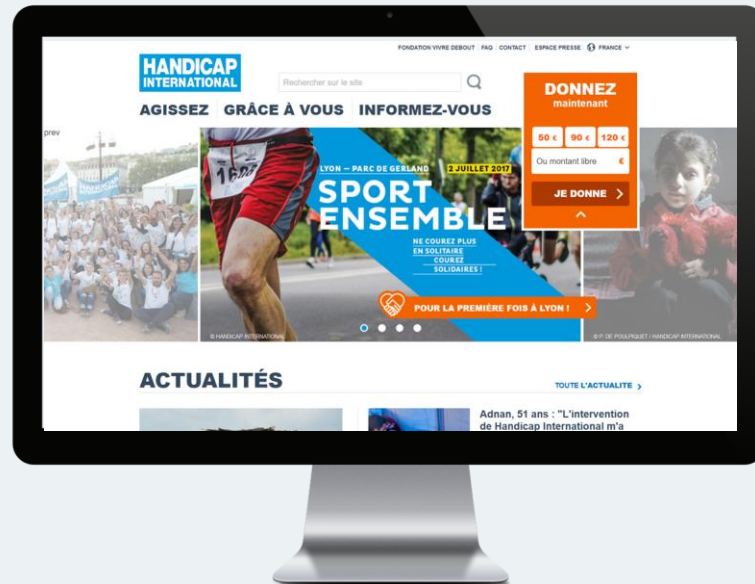 FONDATION VIVRE DEBOUT FAQ CONTACT ESPACE PRESSE FRANCE
HANDICAP
INTERNATIONAL
Rechercher sur le site
AGISSEZ GRÂCE À VOUS INFORMEZ-VOUS
DONNEZ
maintenant
50 € 90 € 120 €
Ou montant libre €
JE DONNE
prev
1608
LYON – PARC DE GERLAND 2 JUILLET 2017
SPORT
ENSEMBLE
NE COUREZ PLUS
EN SOLITAIRE
COUREZ
SOLIDAIRES !
POUR LA PREMIÈRE FOIS À LYON !
© HANDICAP INTERNATIONAL
© P. DE POULPIQUET / HANDICAP INTERNATIONAL
ACTUALITÉS
TOUTE L'ACTUALITE
Adnan, 51 ans : "L'intervention
de Handicap International m'a